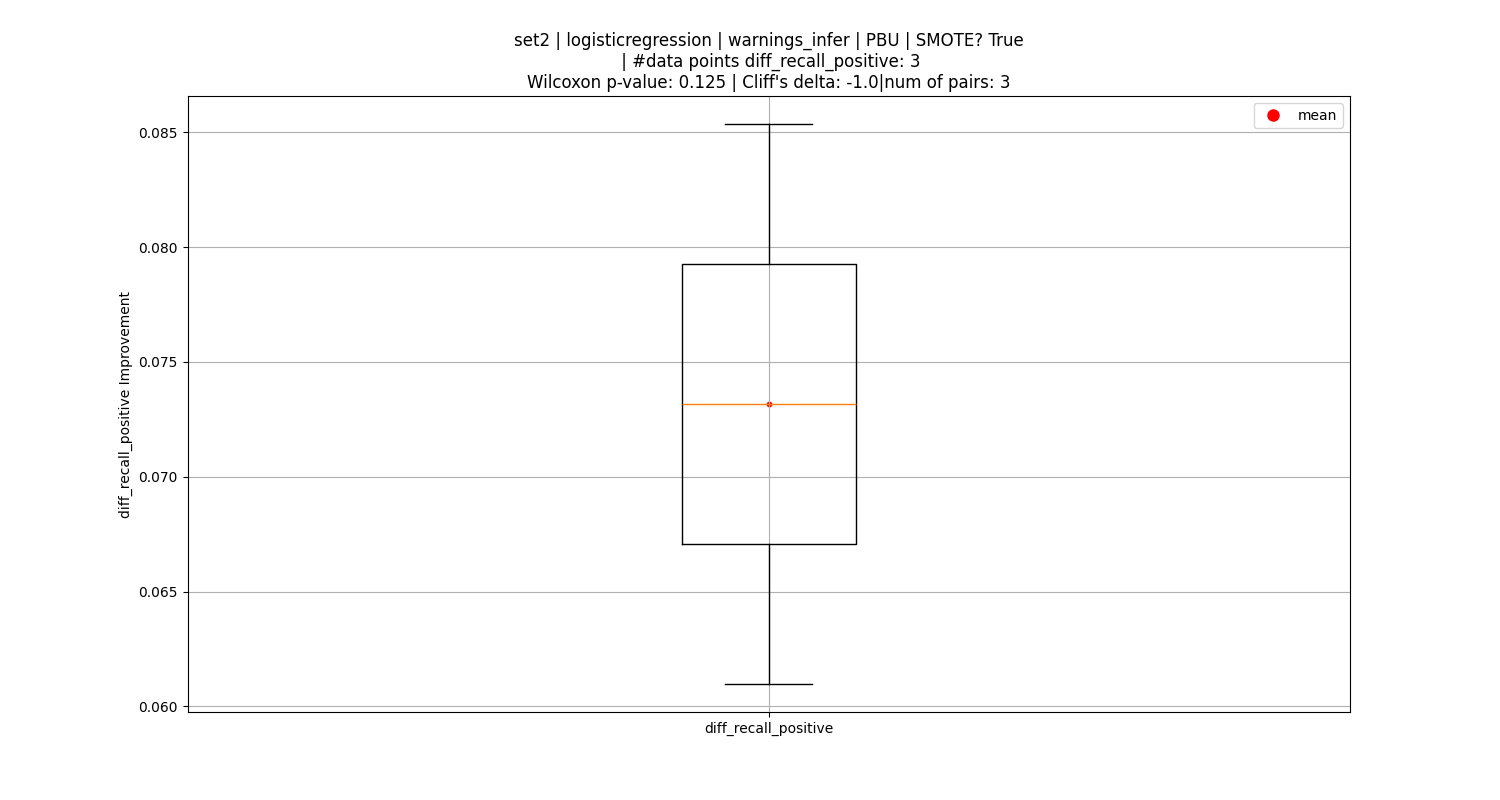 set2 | logisticregression | warnings_infer | PBU | SMOTE? True
| #data points diff_recall_positive: 3
Wilcoxon p-value: 0.125 | Cliff's delta: -1.0|num of pairs: 3
mean
0.085
0.080
0.075
0.070
0.065
0.060
diff_recall_positive Improvement
diff_recall_positive